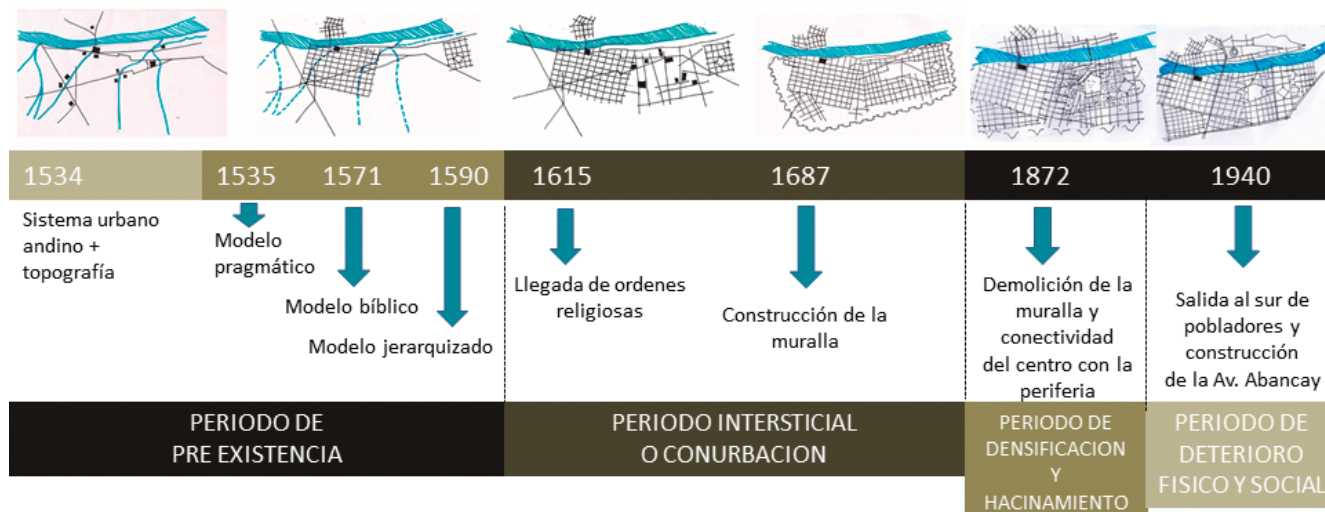 1534
1535
1571
1590
1615
1687
1872
1940
Sistema urbano
andino +
topografía
Modelo
pragmático
Modelo bíblico
Modelo jerarquizado
Llegada de ordenes
religiosas
Construcción de la
muralla
Demolición de la
muralla y
conectividad
del centro con la
periferia
Salida al sur de
pobladores y
construcción
de la Av. Abancay
PERIODO DE
PRE EXISTENCIA
PERIODO INTERSTICIAL
O CONURBACION
PERIODO DE
DENSIFICACION
Y
HACINAMIENTO
PERIODO DE
DETERIORO
FISICO Y SOCIAL